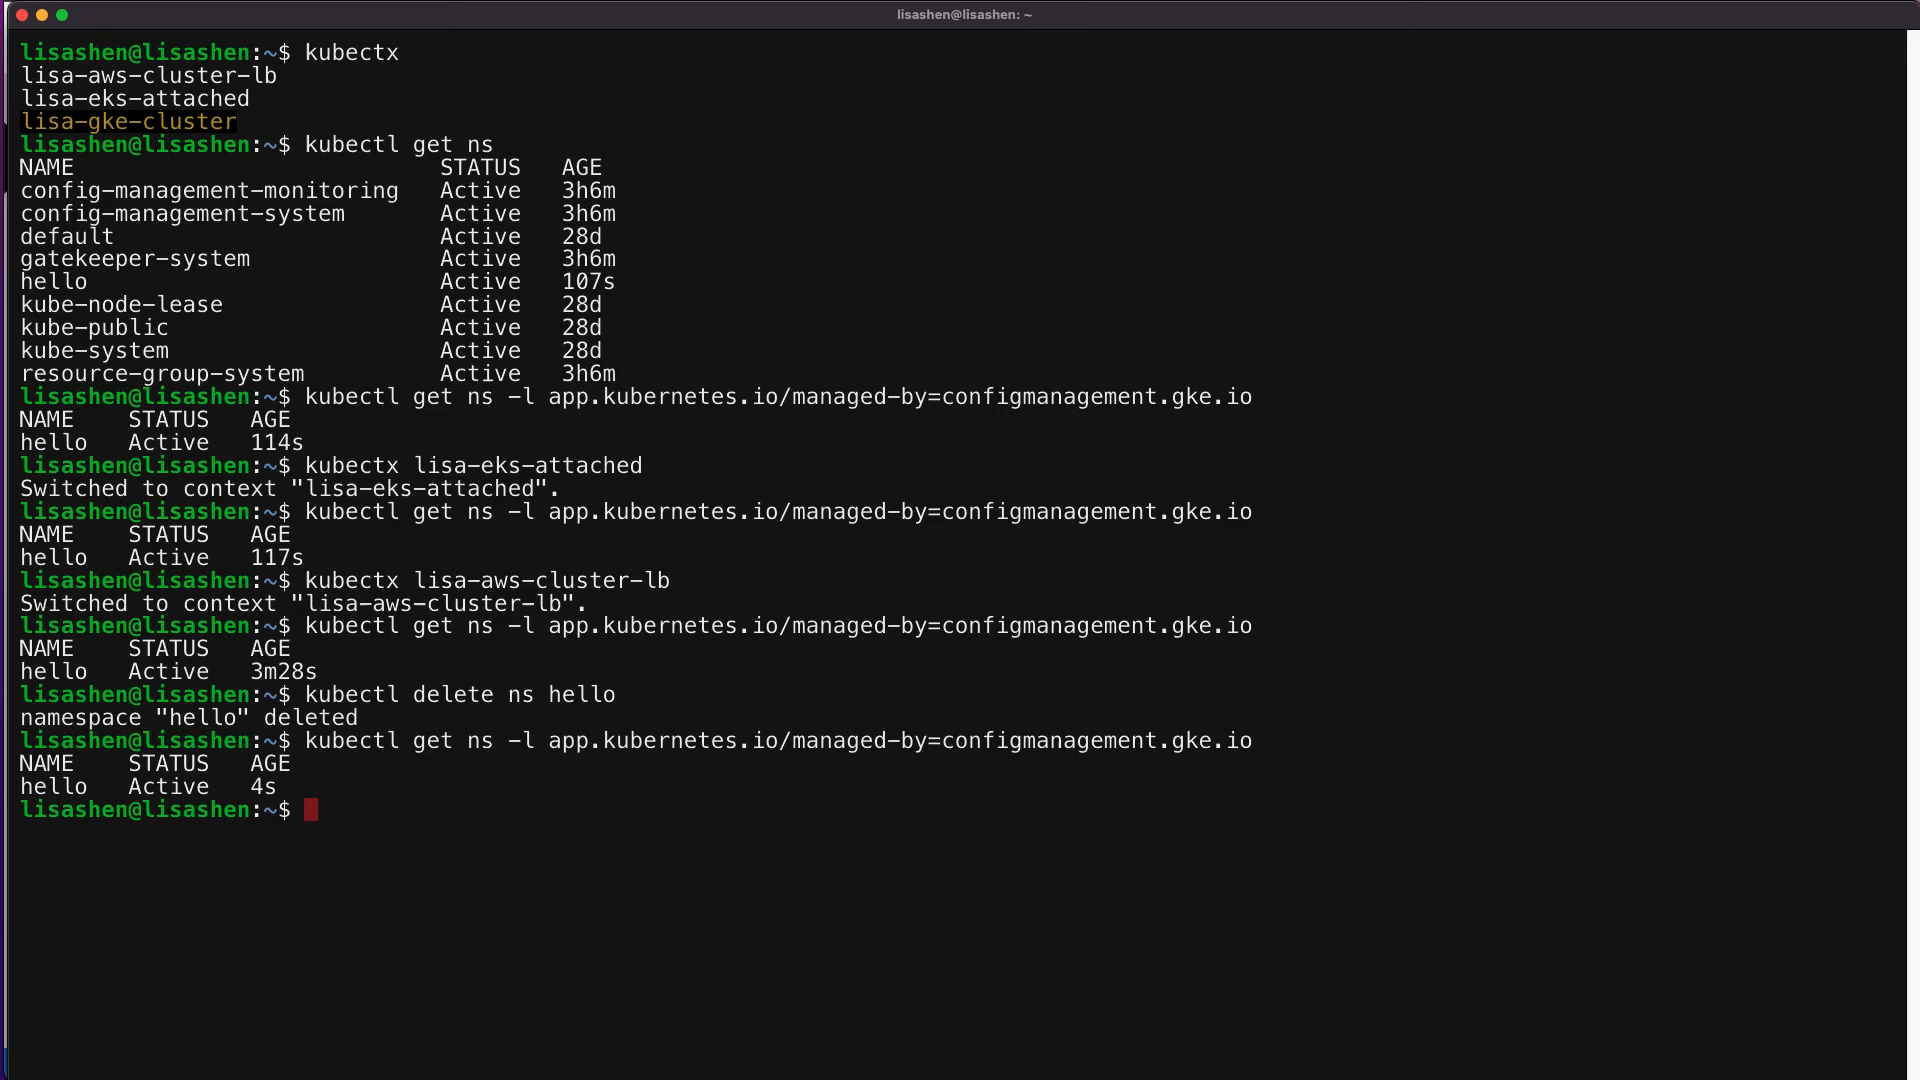 lisashen@lisashen: ~
lisashen@lisashen:~$ kubectx
lisa-aws-cluster-lb
lisa-eks-attached
lisa-gke-cluster
lisashen@lisashen:~$ kubectl get ns
NAME                           STATUS   AGE
config-management-monitoring   Active   3h6m
config-management-system       Active   3h6m
default                        Active   28d
gatekeeper-system              Active   3h6m
hello                          Active   107s
kube-node-lease                Active   28d
kube-public                    Active   28d
kube-system                    Active   28d
resource-group-system          Active   3h6m
lisashen@lisashen:~$ kubectl get ns -l app.kubernetes.io/managed-by=configmanagement.gke.io
NAME    STATUS   AGE
hello   Active   114s
lisashen@lisashen:~$ kubectx lisa-eks-attached
Switched to context "lisa-eks-attached".
lisashen@lisashen:~$ kubectl get ns -l app.kubernetes.io/managed-by=configmanagement.gke.io
NAME    STATUS   AGE
hello   Active   117s
lisashen@lisashen:~$ kubectx lisa-aws-cluster-lb
Switched to context "lisa-aws-cluster-lb".
lisashen@lisashen:~$ kubectl get ns -l app.kubernetes.io/managed-by=configmanagement.gke.io
NAME    STATUS   AGE
hello   Active   3m28s
lisashen@lisashen:~$ kubectl delete ns hello
namespace "hello" deleted
lisashen@lisashen:~$ kubectl get ns -l app.kubernetes.io/managed-by=configmanagement.gke.io
NAME    STATUS   AGE
hello   Active   4s
lisashen@lisashen:~$